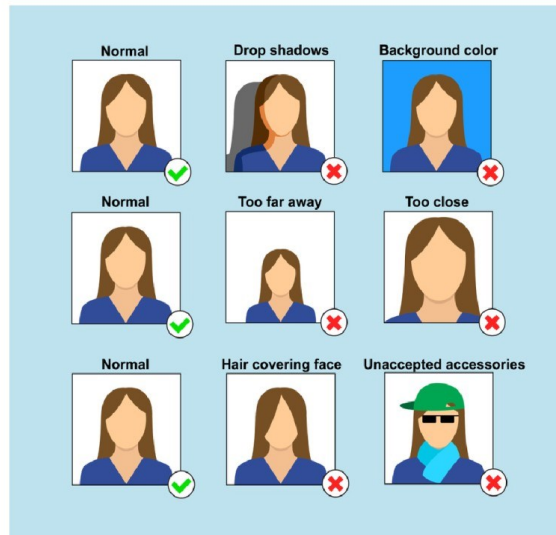 Normal
Drop shadows
Background color
Normal
Too far away
Too close
Normal
Hair covering face
Unaccepted accessories